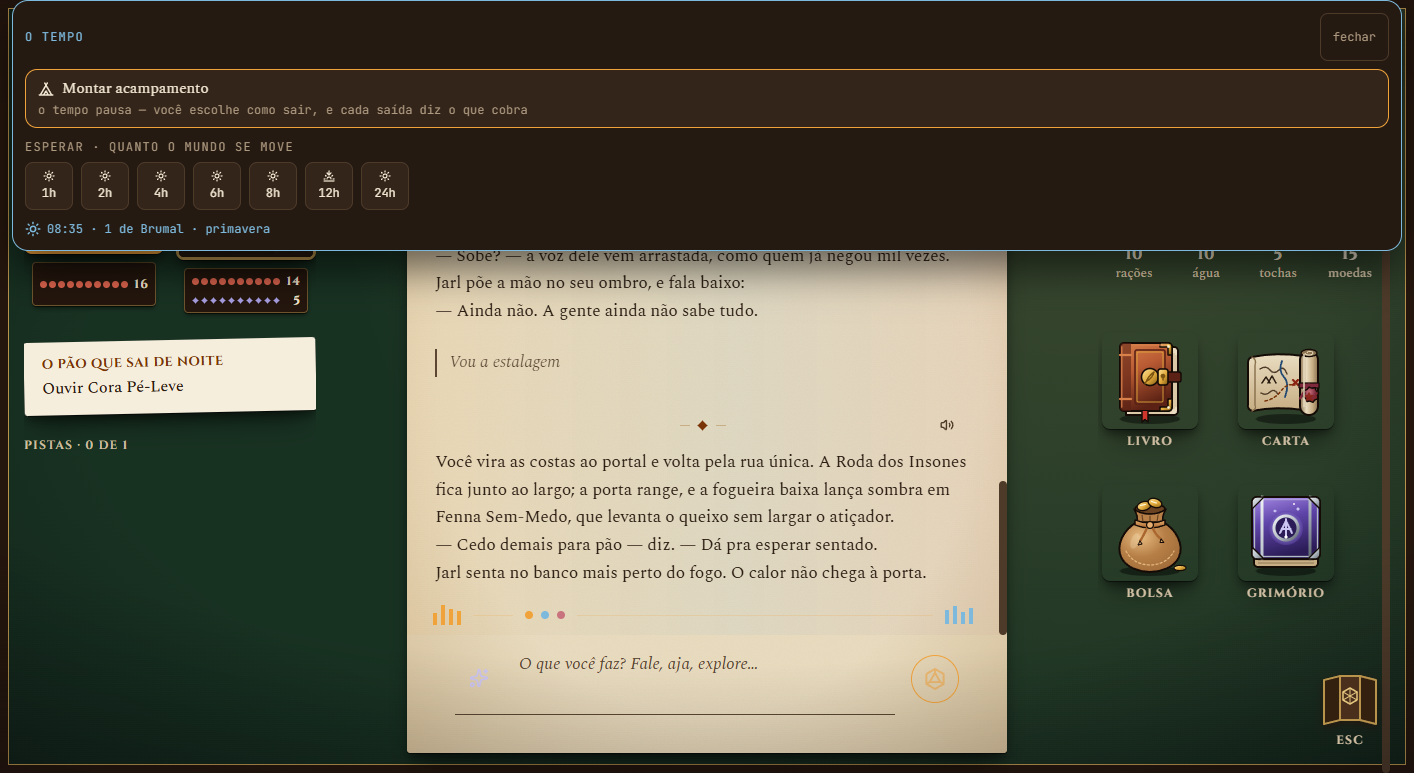 O TEMPO
fechar
Montar acampamento
o tempo pausa — você escolhe como sair, e cada saída diz o que cobra
ESPERAR · QUANTO O MUNDO SE MOVE
1h 2h 4h 6h 8h 12h 24h
08:35 · 1 de Brumal · primavera
16
14
5
O PÃO QUE SAI DE NOITE
Ouvir Cora Pé-Leve
PISTAS · 0 DE 1
— Sobe? — a voz dele vem arrastada, como quem já negou mil vezes.
Jarl põe a mão no seu ombro, e fala baixo:
— Ainda não. A gente ainda não sabe tudo.
Vou a estalagem
Você vira as costas ao portal e volta pela rua única. A Roda dos Insones
fica junto ao largo; a porta range, e a fogueira baixa lança sombra em
Fenna Sem-Medo, que levanta o queixo sem largar o atiçador.
— Cedo demais para pão — diz. — Dá pra esperar sentado.
Jarl senta no banco mais perto do fogo. O calor não chega à porta.
O que você faz? Fale, aja, explore...
10 10 5 15
rações água tochas moedas
LIVRO CARTA
BOLSA GRIMÓRIO
ESC